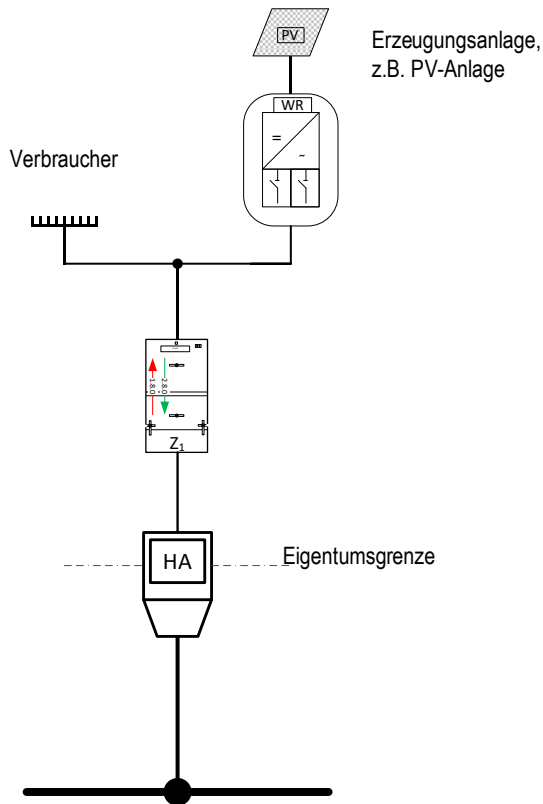 PV
Erzeugungsanlage,
z.B. PV-Anlage
WR
=
~
Verbraucher
1.8.0
2.8.0
Z₁
HA
Eigentumsgrenze